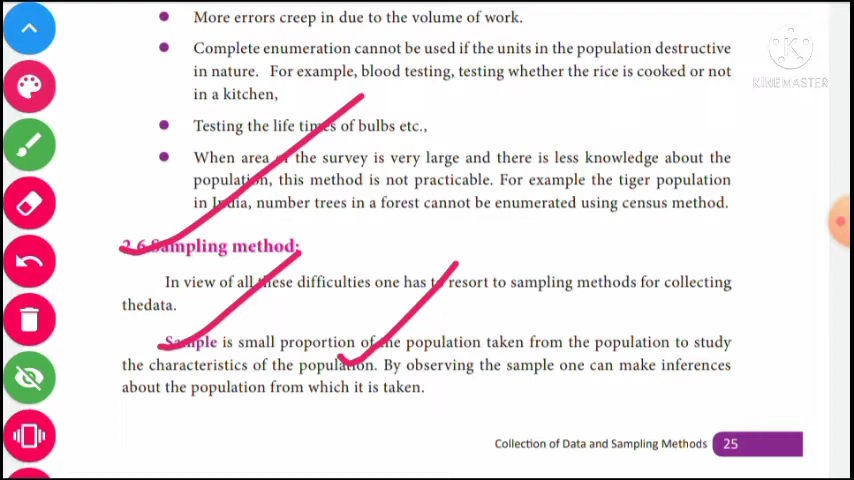 ● More errors creep in due to the volume of work.
● Complete enumeration cannot be used if the units in the population destructive
in nature. For example, blood testing, testing whether the rice is cooked or not
in a kitchen,
● Testing the life times of bulbs etc.,
● When area of the survey is very large and there is less knowledge about the
population, this method is not practicable. For example the tiger population
in India, number trees in a forest cannot be enumerated using census method.
2.6 Sampling method:
In view of all these difficulties one has to resort to sampling methods for collecting
thedata.
Sample is small proportion of the population taken from the population to study
the characteristics of the population. By observing the sample one can make inferences
about the population from which it is taken.
Collection of Data and Sampling Methods 25
K
KINEMASTER